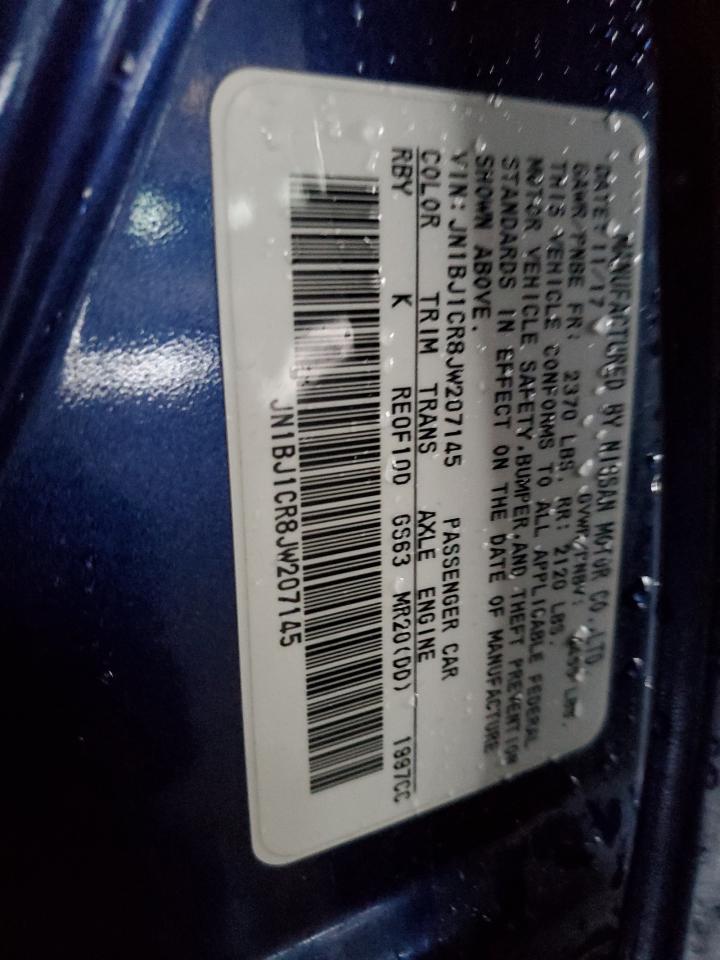 MANUFACTURED BY NISSAN MOTOR CO.,LTD.
DATE:11/17 GVWR/PNBV: LBS.
GAWR/PNBE FR: 2370 LBS. RR: 2120 LBS.
THIS VEHICLE CONFORMS TO ALL APPLICABLE FEDERAL
MOTOR VEHICLE SAFETY,BUMPER,AND THEFT PREVENTION
STANDARDS IN EFFECT ON THE DATE OF MANUFACTURE
SHOWN ABOVE.
VIN:JN1BJ1CR8JW207145 PASSENGER CAR
COLOR TRIM TRANS AXLE ENGINE
RBY K RE0F10D GS63 MR20(DD) 1997CC
JN1BJ1CR8JW207145